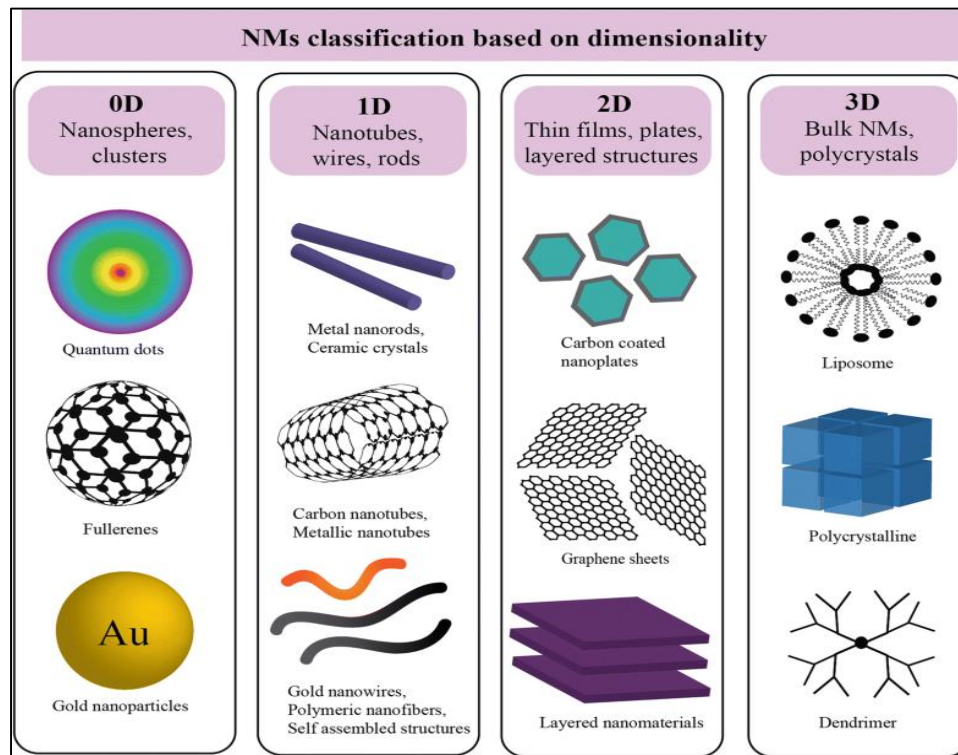 NMs classification based on dimensionality
0D
Nanospheres,
clusters
Quantum dots
Fullerenes
Au
Gold nanoparticles
1D
Nanotubes,
wires, rods
Metal nanorods,
Ceramic crystals
Carbon nanotubes,
Metallic nanotubes
Gold nanowires,
Polymeric nanofibers,
Self assembled structures
2D
Thin films, plates,
layered structures
Carbon coated
nanoplates
Graphene sheets
Layered nanomaterials
3D
Bulk NMs,
polycrystals
Liposome
Polycrystalline
Dendrimer